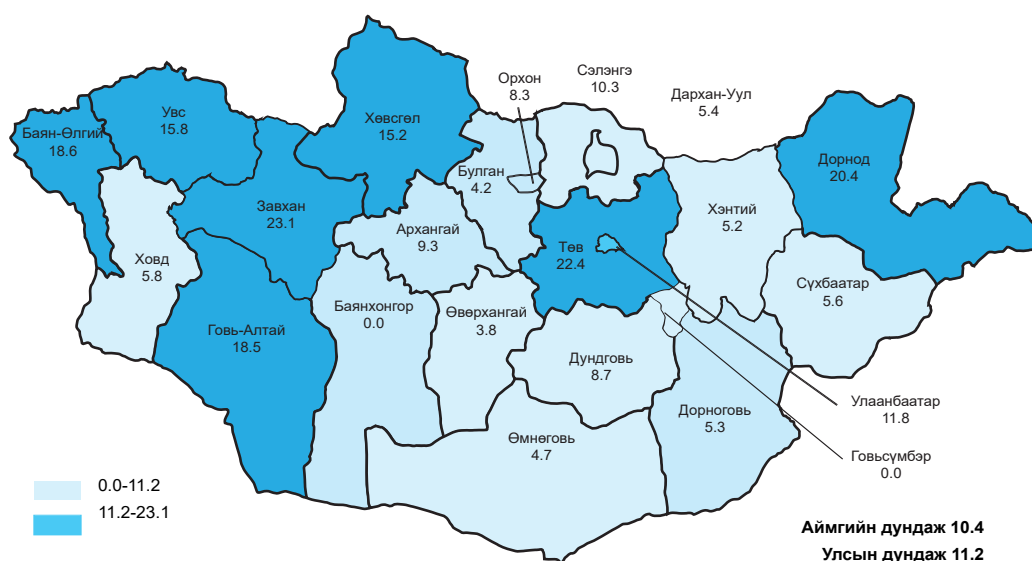 Орхон
8.3
Сэлэнгэ
10.3
Дархан-Уул
5.4
Увс
15.8
Баян-Өлгий
18.6
Хөвсгөл
15.2
Дорнод
20.4
Булган
4.2
Завхан
23.1
Архангай
9.3
Төв
22.4
Хэнтий
5.2
Ховд
5.8
Сүхбаатар
5.6
Баянхонгор
0.0
Өвөрхангай
3.8
Говь-Алтай
18.5
Дундговь
8.7
Дорноговь
5.3
Улаанбаатар
11.8
Өмнөговь
4.7
Говьсүмбэр
0.0
0.0-11.2
11.2-23.1
Аймгийн дундаж 10.4
Улсын дундаж 11.2